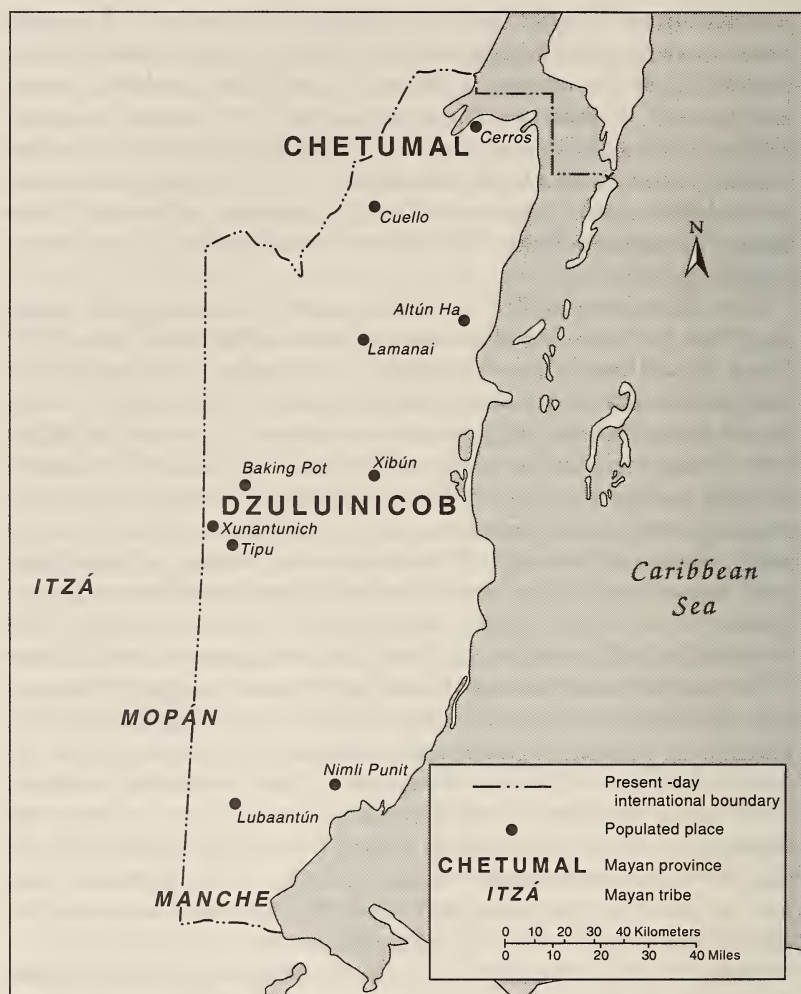 CHETUMAL
Cerros
Cuello
N
Altún Ha
Lamanai
Baking Pot
Xibún
DZULUINICOB
Xunantunich
Tipu
ITZÁ
Caribbean
Sea
MOPÁN
Nimli Punit
Lubaantún
MANCHE
Present -day
international boundary
Populated place
CHETUMAL Mayan province
ITZÁ Mayan tribe
0 10 20 30 40 Kilometers
0 10 20 30 40 Miles